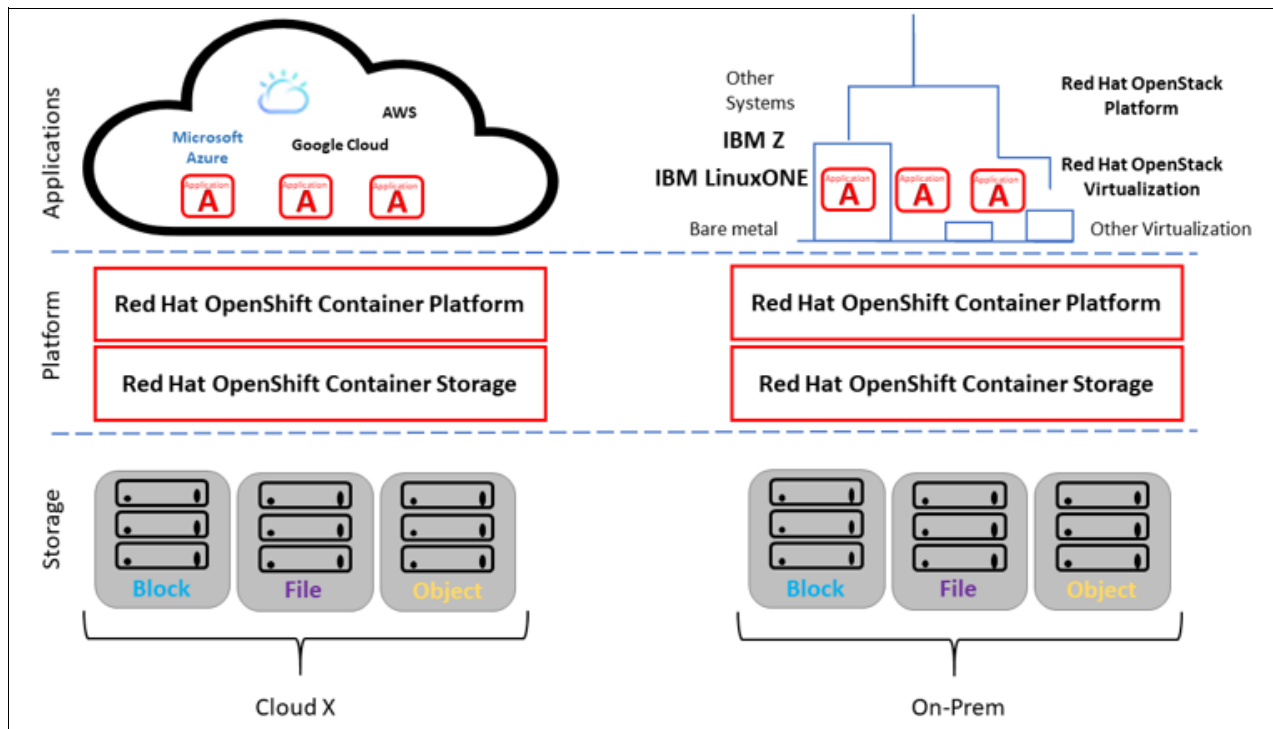 Applications
Microsoft
Azure
Google Cloud
AWS
Application
A
Application
A
Application
A
Other
Systems
IBM Z
IBM LinuxONE
Bare metal
Application
A
Application
A
Application
A
Red Hat OpenStack
Platform
Red Hat OpenStack
Virtualization
Other Virtualization
Platform
Red Hat OpenShift Container Platform
Red Hat OpenShift Container Storage
Red Hat OpenShift Container Platform
Red Hat OpenShift Container Storage
Storage
Block
File
Object
Block
File
Object
Cloud X
On-Prem